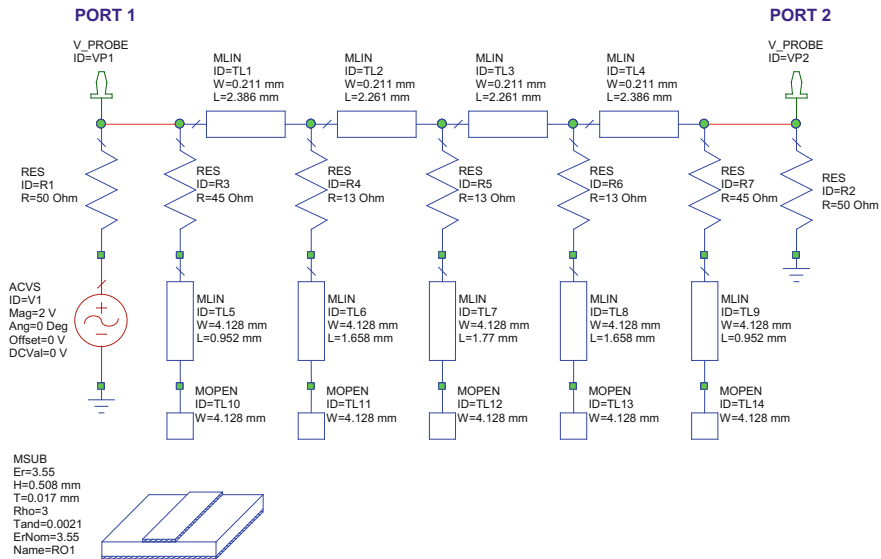 PORT 1
PORT 2
V_PROBE
ID=VP1
MLIN
ID=TL1
W=0.211 mm
L=2.386 mm
MLIN
ID=TL2
W=0.211 mm
L=2.261 mm
MLIN
ID=TL3
W=0.211 mm
L=2.261 mm
MLIN
ID=TL4
W=0.211 mm
L=2.386 mm
V_PROBE
ID=VP2
RES
ID=R1
R=50 Ohm
RES
ID=R3
R=45 Ohm
RES
ID=R4
R=13 Ohm
RES
ID=R5
R=13 Ohm
RES
ID=R6
R=13 Ohm
RES
ID=R7
R=45 Ohm
RES
ID=R2
R=50 Ohm
ACVS
ID=V1
Mag=2 V
Ang=0 Deg
Offset=0 V
DCVal=0 V
MLIN
ID=TL5
W=4.128 mm
L=0.952 mm
MLIN
ID=TL6
W=4.128 mm
L=1.658 mm
MLIN
ID=TL7
W=4.128 mm
L=1.77 mm
MLIN
ID=TL8
W=4.128 mm
L=1.658 mm
MLIN
ID=TL9
W=4.128 mm
L=0.952 mm
MOPEN
ID=TL10
W=4.128 mm
MOPEN
ID=TL11
W=4.128 mm
MOPEN
ID=TL12
W=4.128 mm
MOPEN
ID=TL13
W=4.128 mm
MOPEN
ID=TL14
W=4.128 mm
MSUB
Er=3.55
H=0.508 mm
T=0.017 mm
Rho=3
Tand=0.0021
ErNom=3.55
Name=RO1